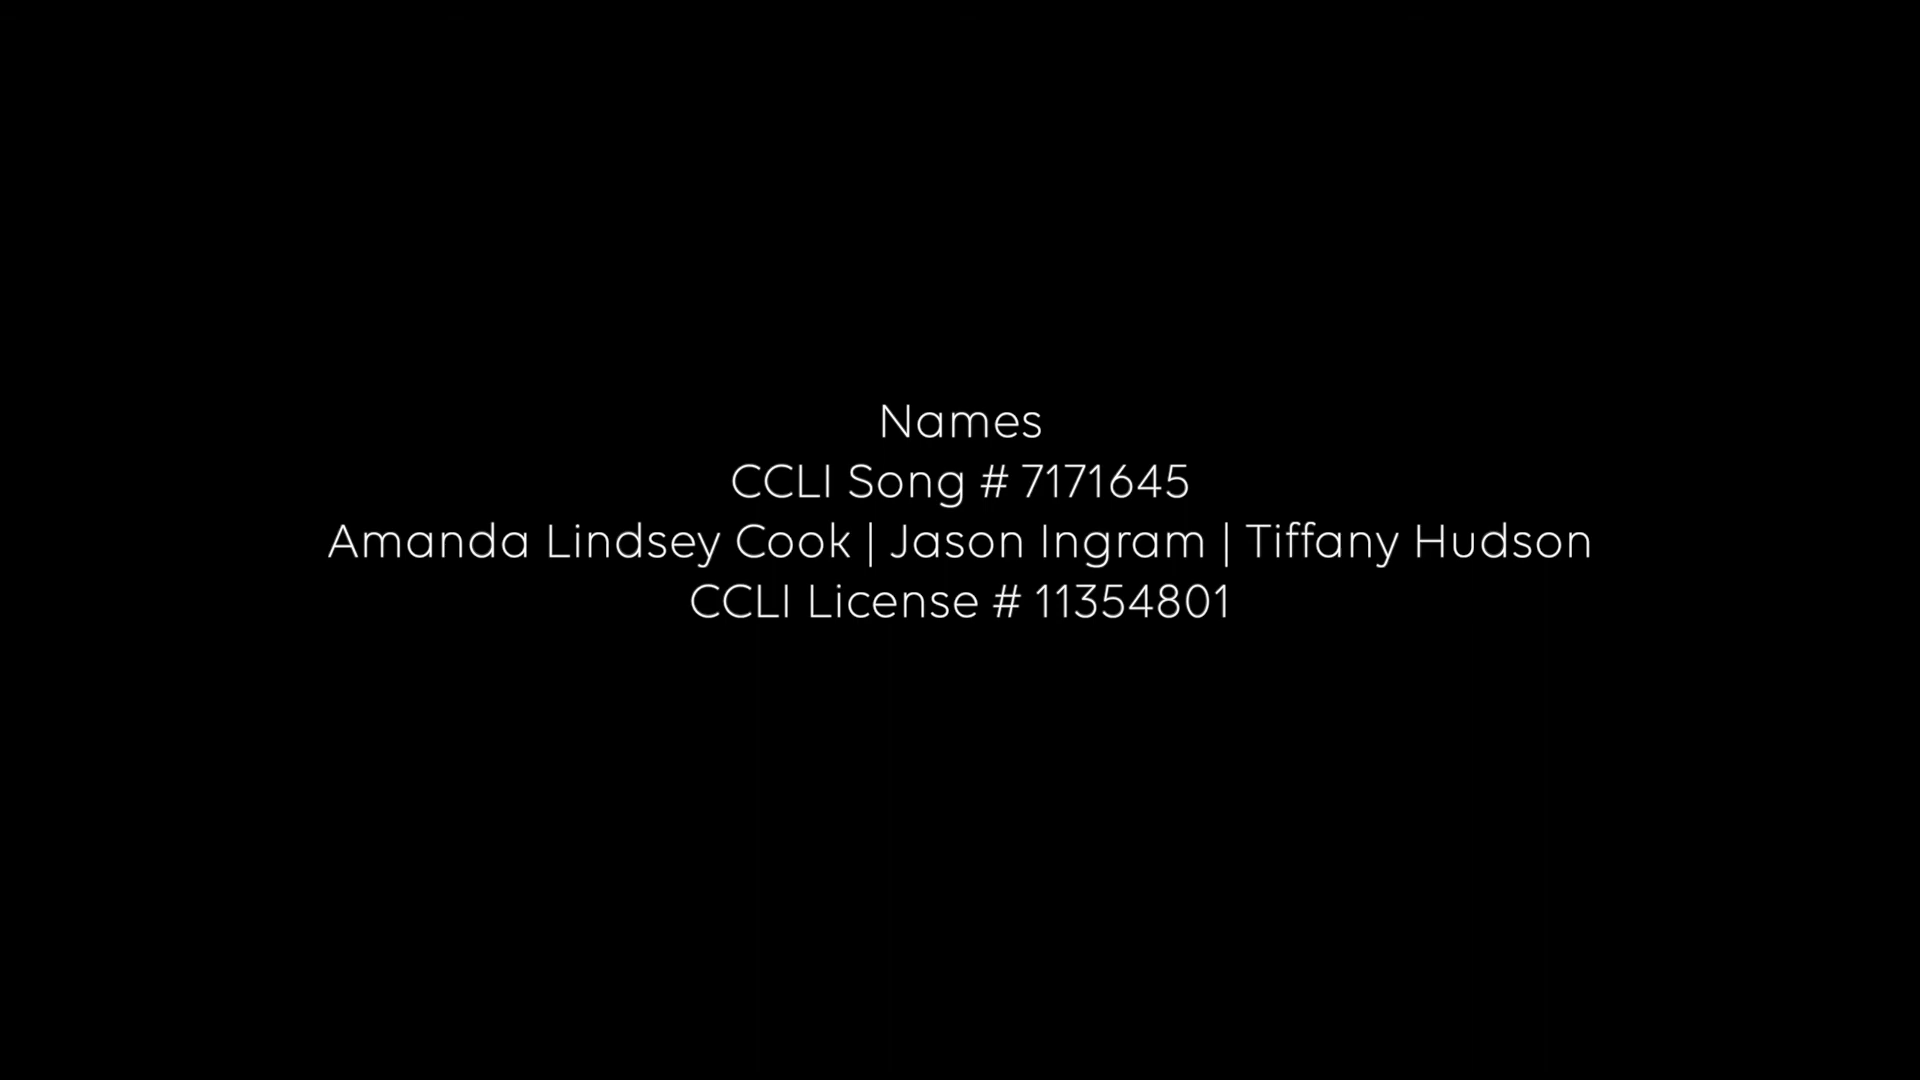 Names
CCLI Song # 7171645
Amanda Lindsey Cook | Jason Ingram | Tiffany Hudson
CCLI License # 11354801